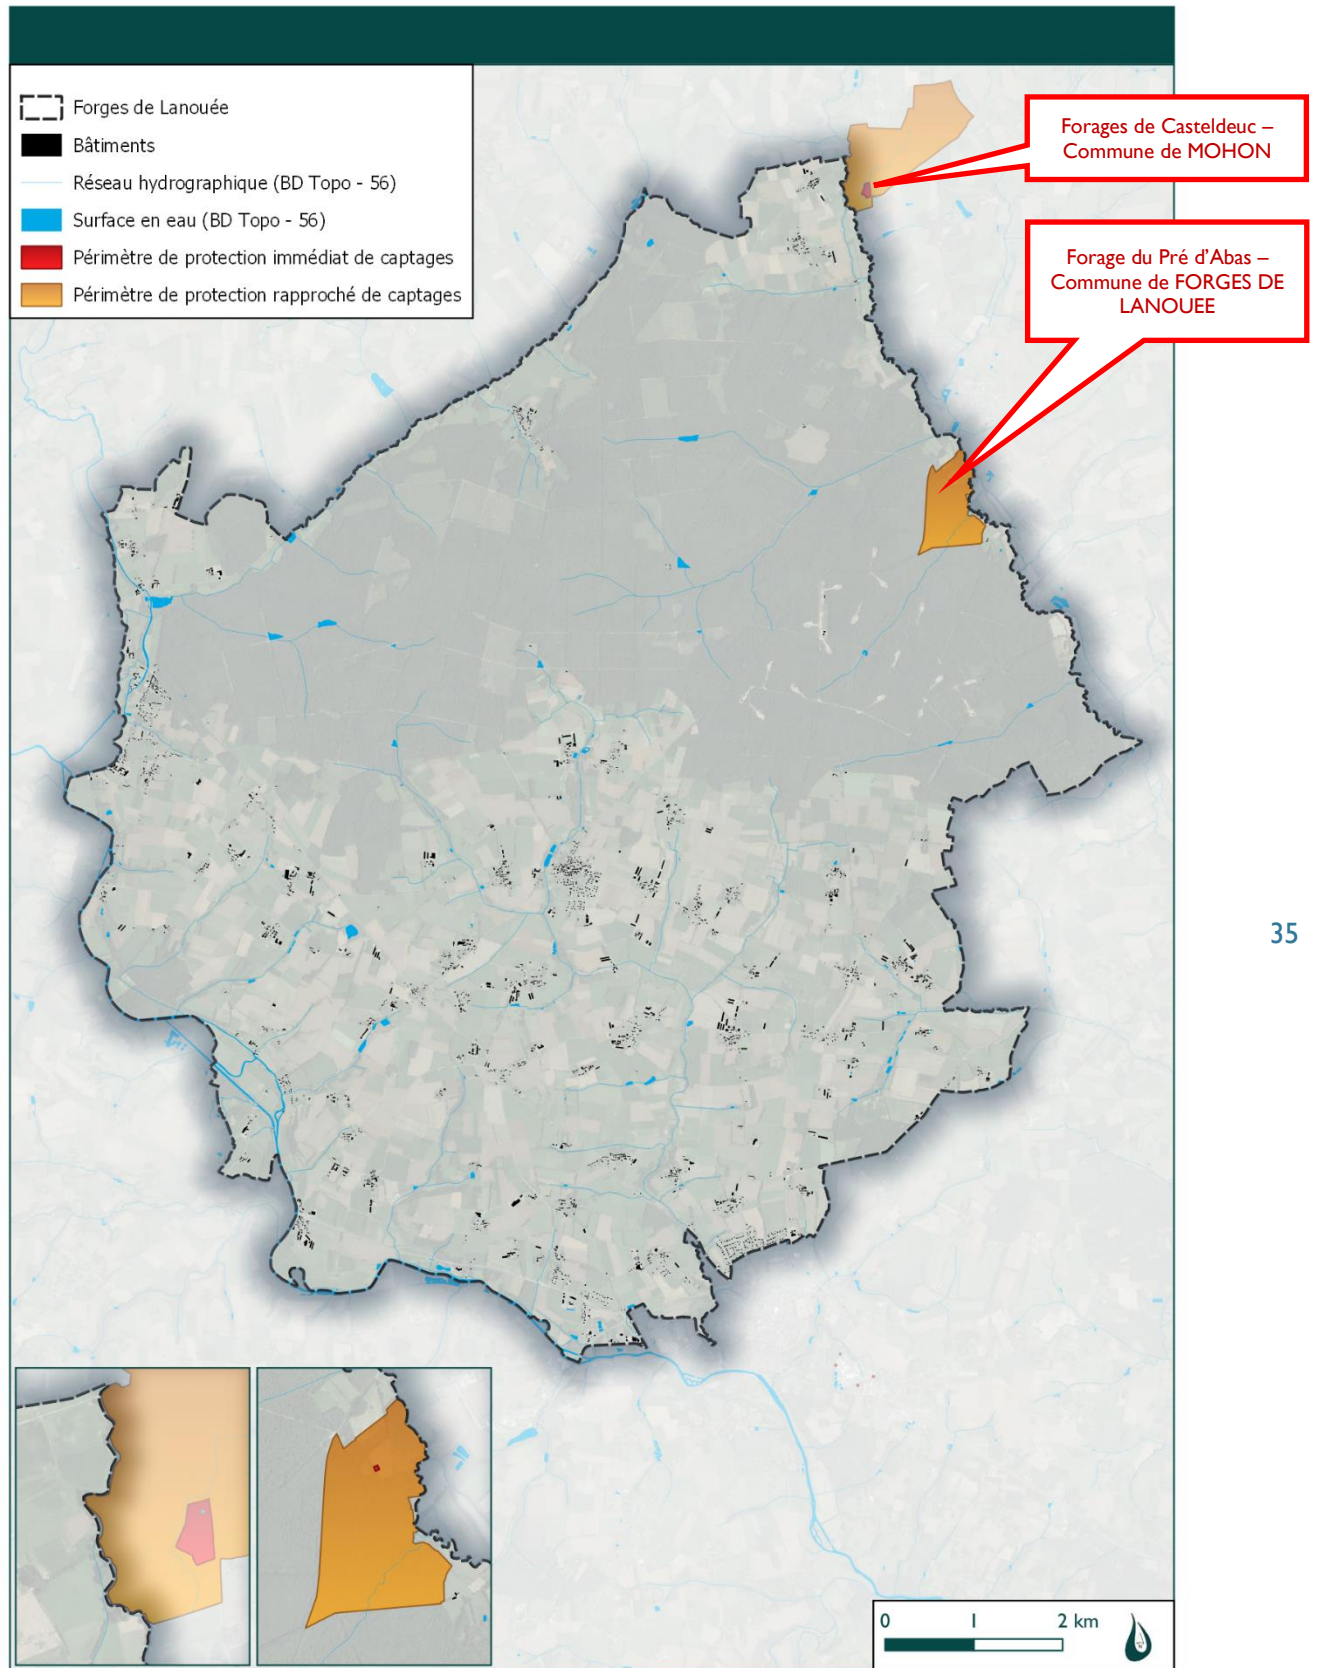 Forges de Lanouée
Bâtiments
Réseau hydrographique (BD Topo - 56)
Surface en eau (BD Topo - 56)
Périmètre de protection immédiat de captages
Périmètre de protection rapproché de captages
Forages de Casteldeuc –
Commune de MOHON
Forage du Pré d’Abas –
Commune de FORGES DE
LANOUEE
35
0 1 2 km